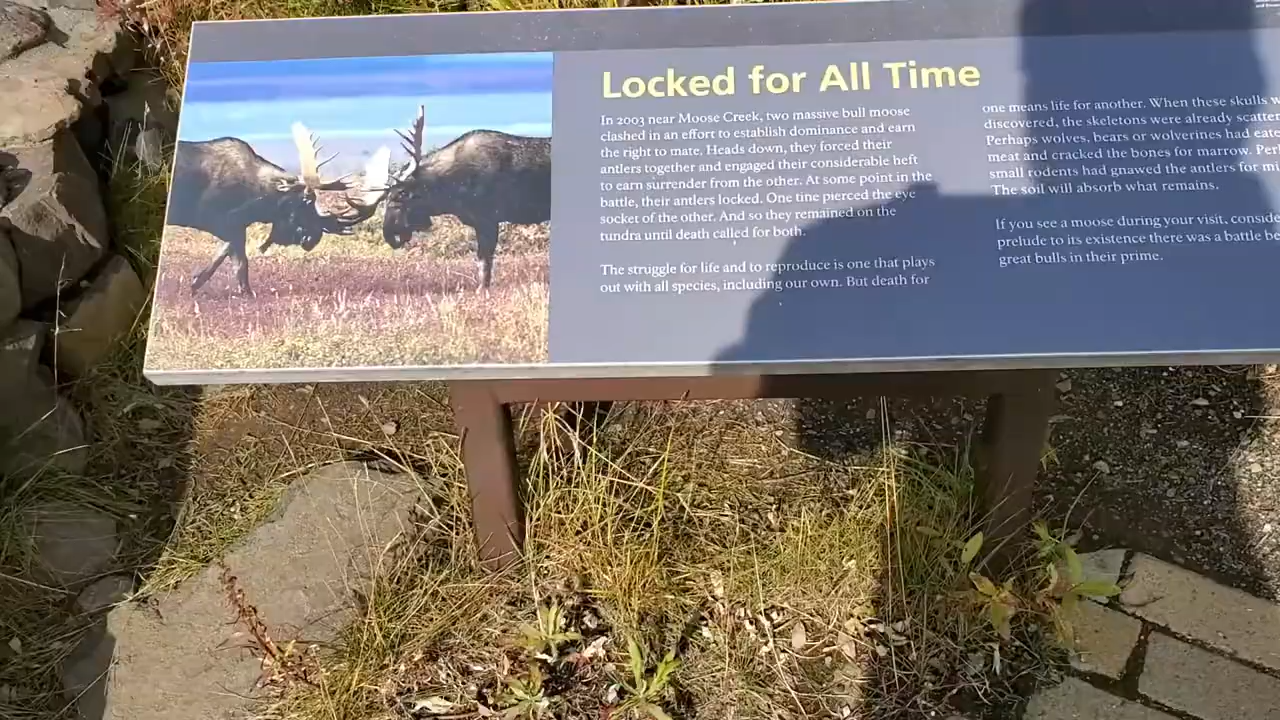 Locked for All Time
In 2003 near Moose Creek, two massive bull moose
clashed in an effort to establish dominance and earn
the right to mate. Heads down, they forced their
antlers together and engaged their considerable heft
to earn surrender from the other. At some point in the
battle, their antlers locked. One tine pierced the eye
socket of the other. And so they remained on the
tundra until death called for both.
The struggle for life and to reproduce is one that plays
out with all species, including our own. But death for
one means life for another. When these skulls
discovered, the skeletons were already
Perhaps wolves, bears or wolverines had
meat and cracked the bones for marrow.
small rodents had gnawed the antlers for
The soil will absorb what remains.
If you see a moose during your visit,
prelude to its existence there was a battle
great bulls in their prime.